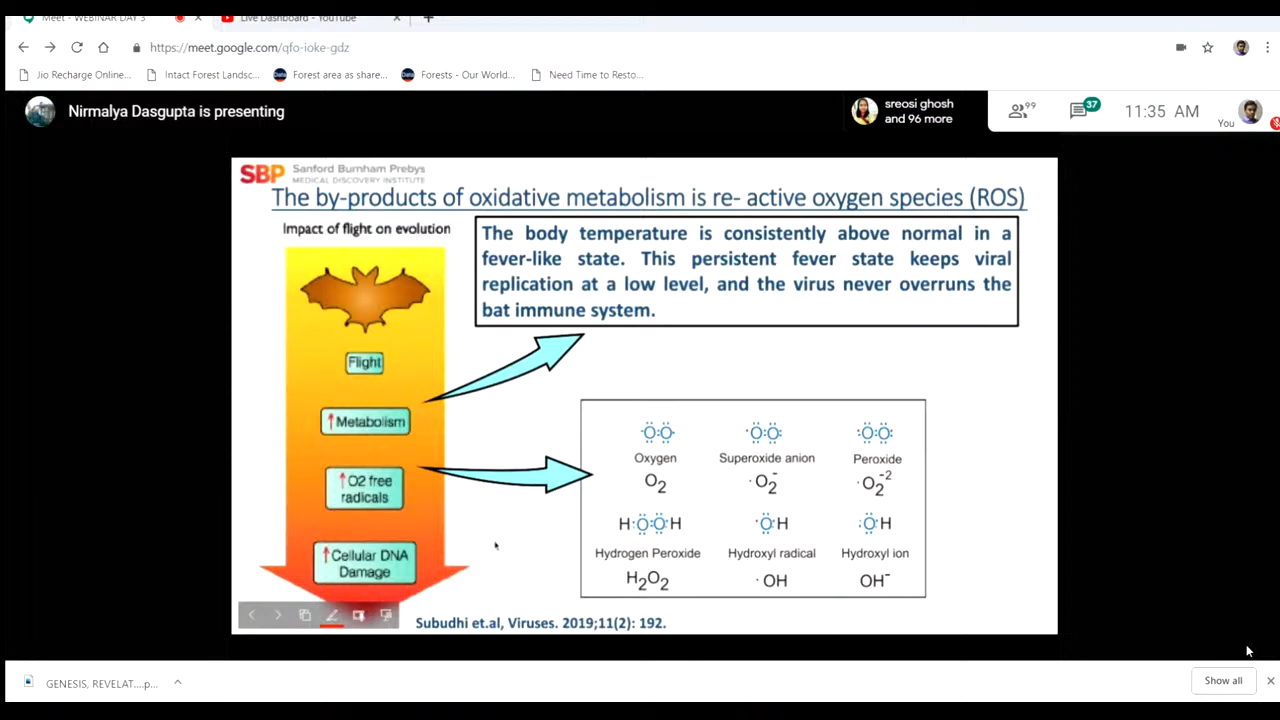 Meet - WEBINAR DAY 3
Live Dashboard - YouTube
https://meet.google.com/qfo-ioke-gdz
Jio Recharge Online...
Intact Forest Landsc...
Forest area as share...
Forests - Our World...
Need Time to Resto...
Nirmalya Dasgupta is presenting
sreosi ghosh
and 96 more
99
37
11:35 AM
You
SBP Sanford Burnham Prebys
MEDICAL DISCOVERY INSTITUTE
The by-products of oxidative metabolism is re- active oxygen species (ROS)
Impact of flight on evolution
The body temperature is consistently above normal in a
fever-like state. This persistent fever state keeps viral
replication at a low level, and the virus never overruns the
bat immune system.
Flight
↑Metabolism
↑O2 free
radicals
↑Cellular DNA
Damage
·O:O· ·O:O: :O:O:
Oxygen Superoxide anion Peroxide
O2 ·O2- ·O2-2
H:O:O:H ·O:H :O:H
Hydrogen Peroxide Hydroxyl radical Hydroxyl ion
H2O2 ·OH OH-
Subudhi et.al, Viruses. 2019;11(2): 192.
GENESIS, REVELAT....p...
Show all